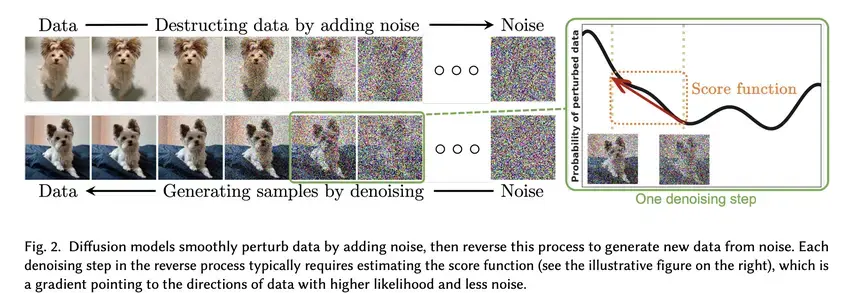 Data Destructing data by adding noise Noise
Data Generating samples by denoising Noise
Probability of perturbed data
Score function
One denoising step
Fig. 2. Diffusion models smoothly perturb data by adding noise, then reverse this process to generate new data from noise. Each
denoising step in the reverse process typically requires estimating the score function (see the illustrative figure on the right), which is
a gradient pointing to the directions of data with higher likelihood and less noise.